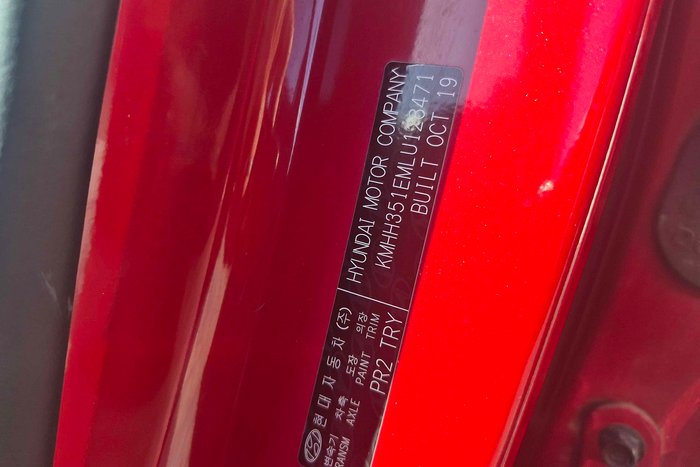 현대자동차(주) HYUNDAI MOTOR COMPANY
변속기 차축 도장 의장 KMHH351EMLU123471
TRANSM AXLE PAINT TRIM BUILT OCT 19
PR2 TRY